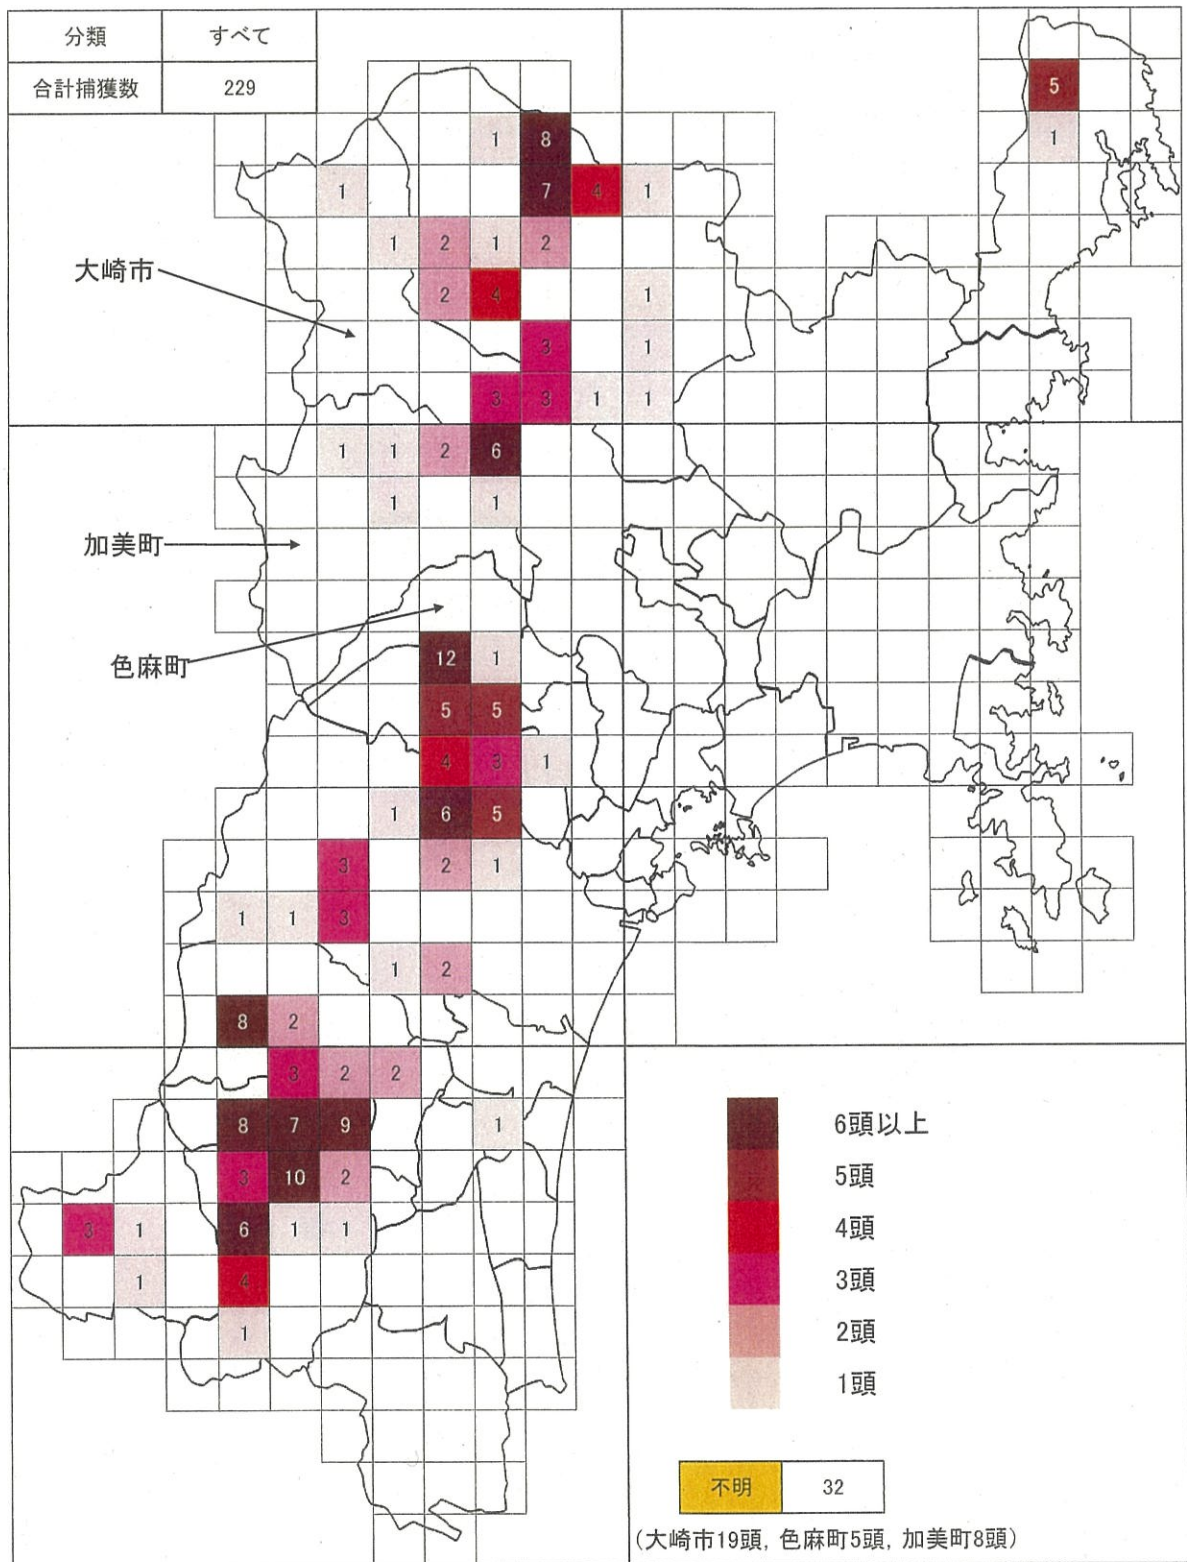 分類 すべて
合計捕獲数 229
5
1 8 1
1 7 4 1
1 2 1 2
大崎市
2 4 1
3 1
3 3 1 1
1 1 2 6
1 1
加美町
色麻町
12 1
5 5
4 3 1
1 6 5
3 2 1
1 1 3
1 2
8 2
3 2 2
8 7 9 1
6頭以上
3 10 2
5頭
3 1 6 1 1
4頭
1 4
3頭
1
2頭
1頭
不明 32
(大崎市19頭, 色麻町5頭, 加美町8頭)